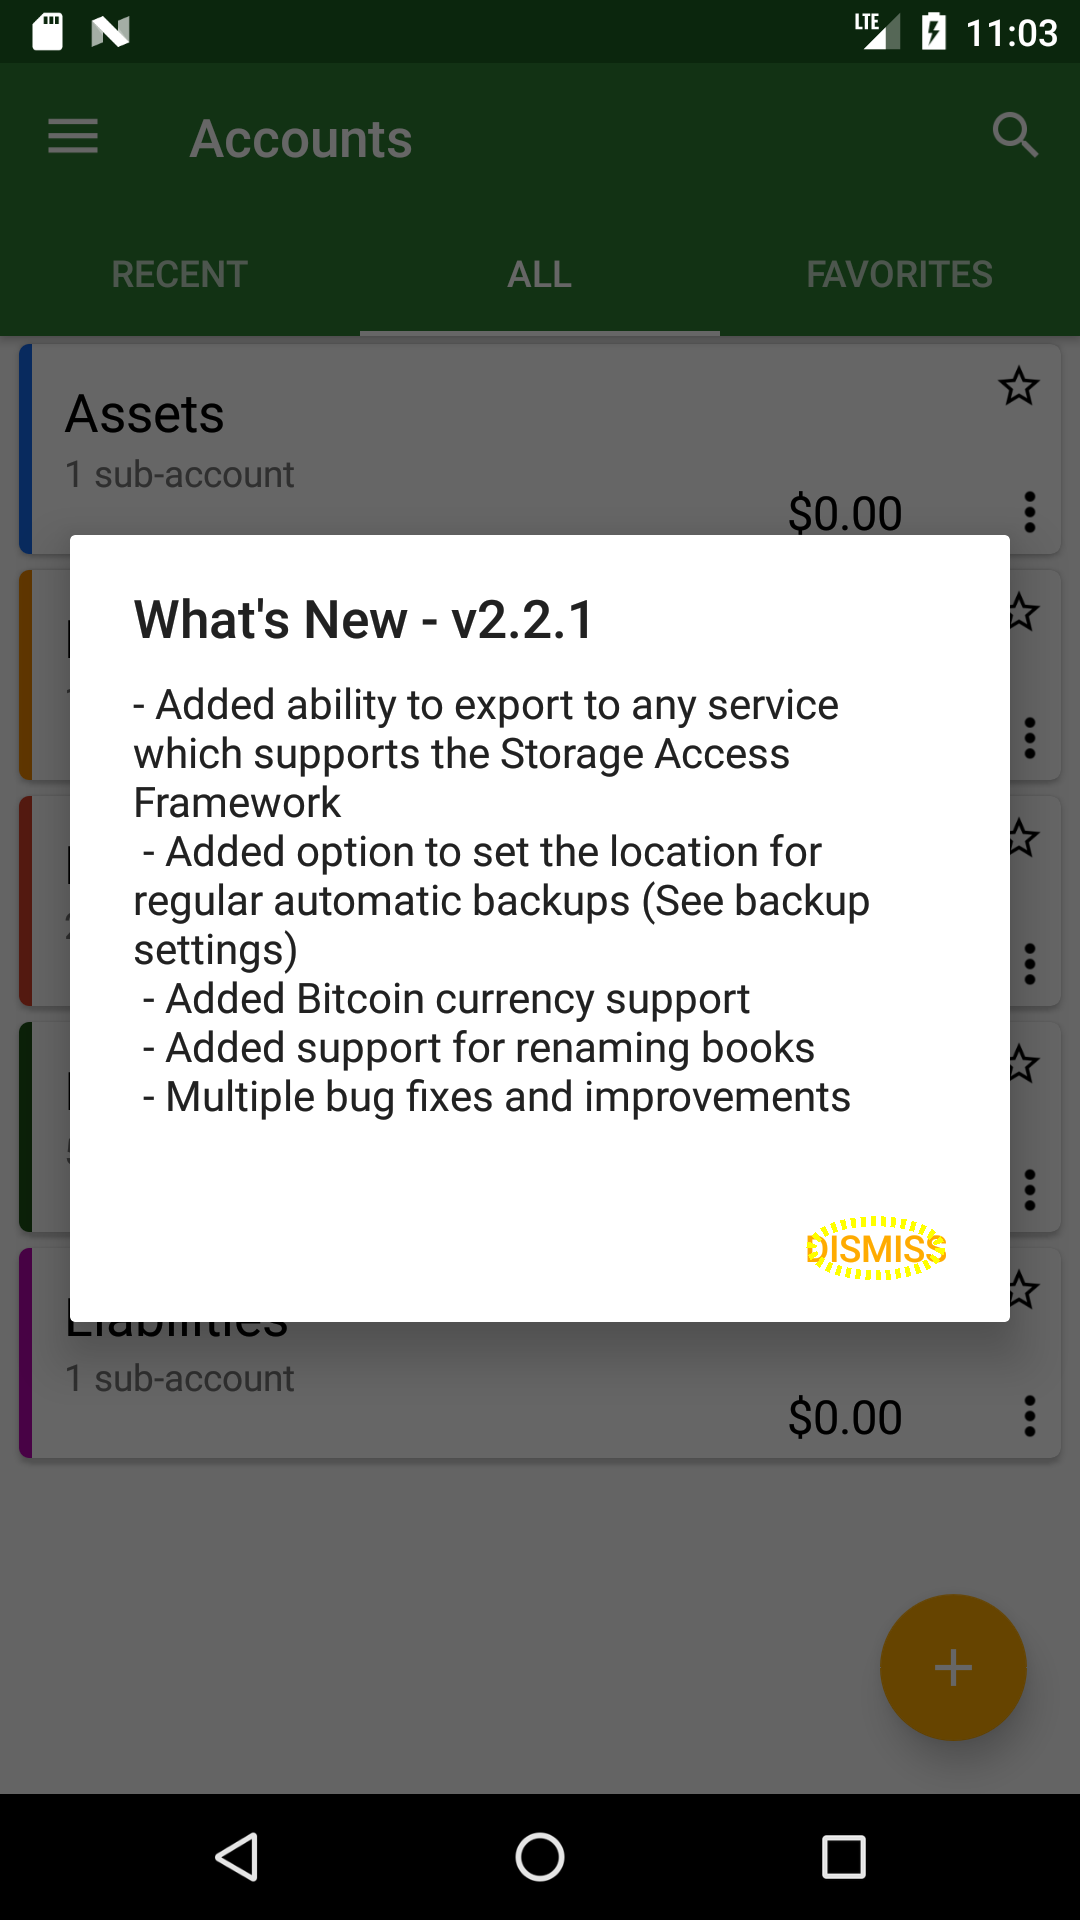 LTE 11:03
Accounts
RECENT ALL FAVORITES
Assets
1 sub-account
$0.00
What's New - v2.2.1
- Added ability to export to any service
which supports the Storage Access
Framework
- Added option to set the location for
regular automatic backups (See backup
settings)
- Added Bitcoin currency support
- Added support for renaming books
- Multiple bug fixes and improvements
DISMISS
Liabilities
1 sub-account
$0.00